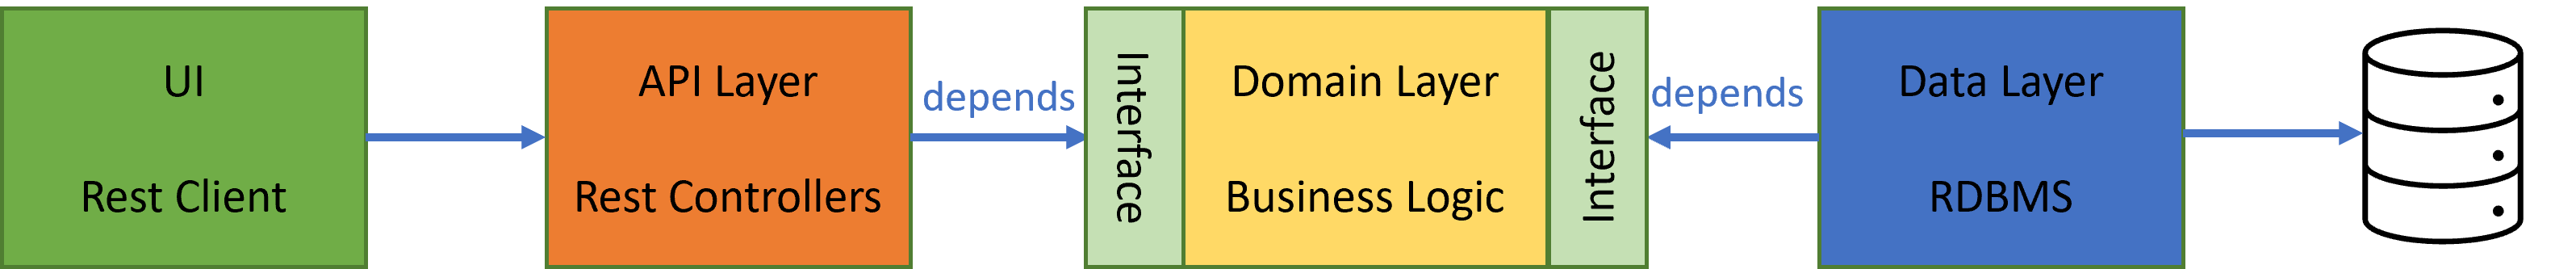 UI
Rest Client
API Layer
Rest Controllers
depends
Interface
Domain Layer
Business Logic
Interface
depends
Data Layer
RDBMS